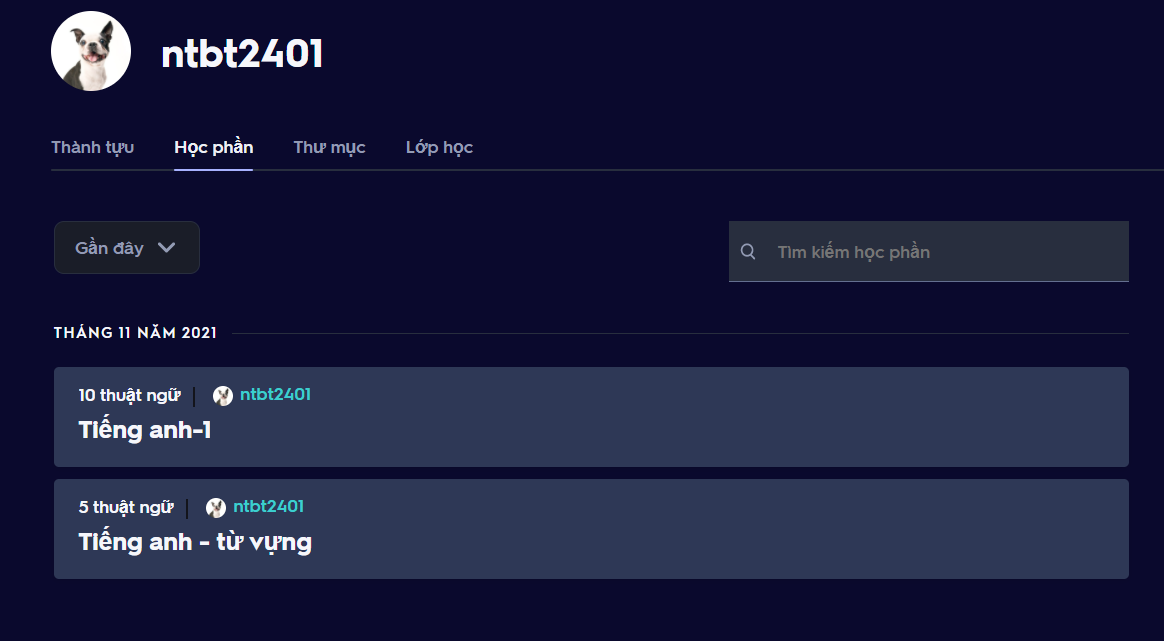 ntbt2401
Thành tựu Học phần Thư mục Lớp học
Gần đây Tìm kiếm học phần
THÁNG 11 NĂM 2021
10 thuật ngữ ntbt2401
Tiếng anh-1
5 thuật ngữ ntbt2401
Tiếng anh - từ vựng